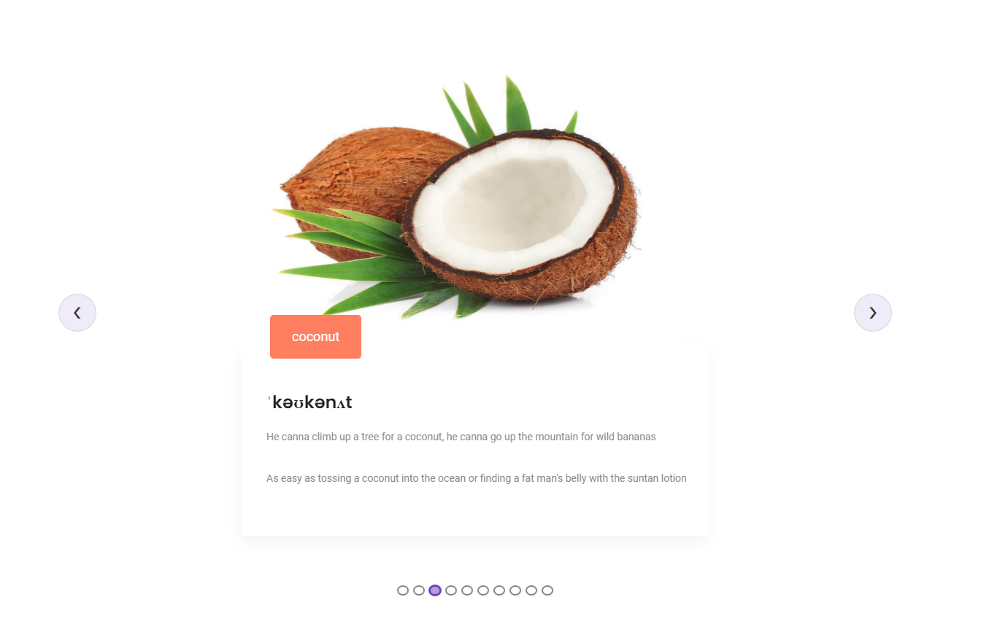 coconut
ˈkəʊkənʌt
He canna climb up a tree for a coconut, he canna go up the mountain for wild bananas
As easy as tossing a coconut into the ocean or finding a fat man's belly with the suntan lotion